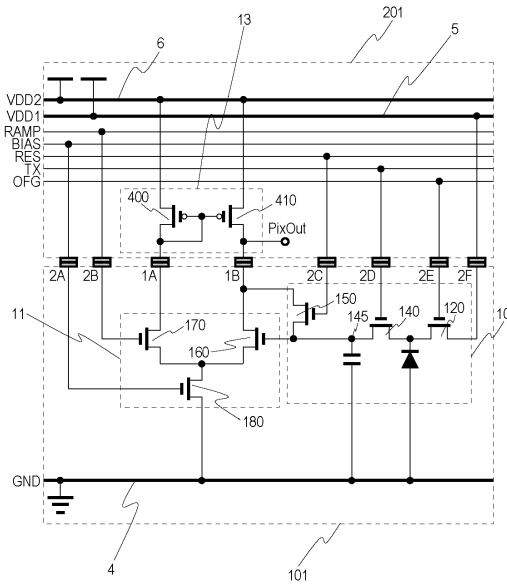 13
201
6
5
VDD2
VDD1
RAMP
BIAS
RES
TX
OFG
400
410
PixOut
2A
2B
1A
1B
2C
2D
2E
2F
11
170
160
150
145
140
120
10
180
GND
4
101